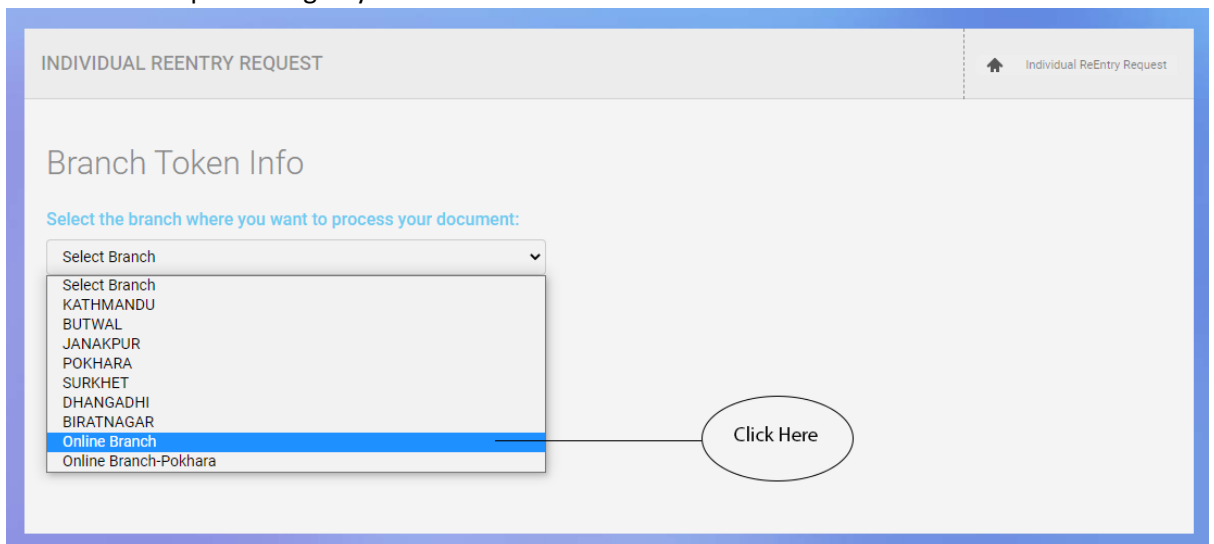 INDIVIDUAL REENTRY REQUEST
Individual ReEntry Request
Branch Token Info
Select the branch where you want to process your document:
Select Branch
Select Branch
KATHMANDU
BUTWAL
JANAKPUR
POKHARA
SURKHET
DHANGADHI
BIRATNAGAR
Online Branch
Online Branch-Pokhara
Click Here